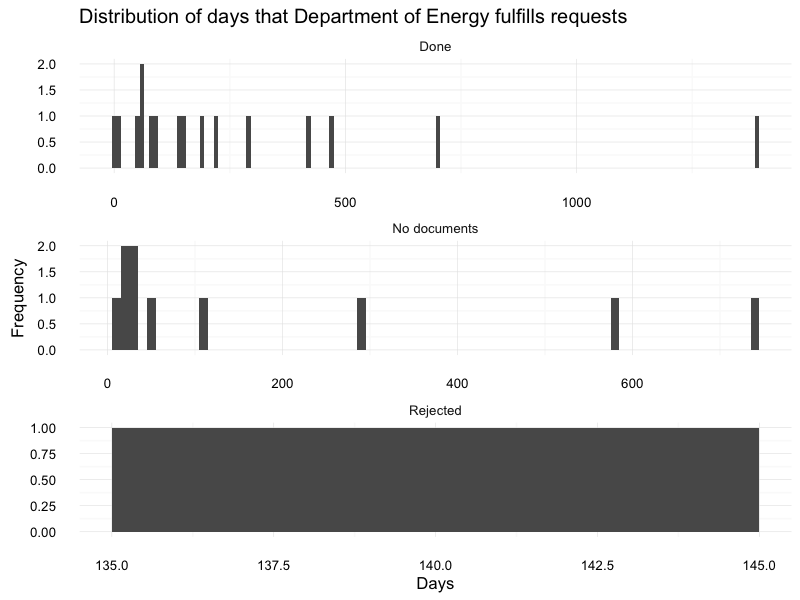 Distribution of days that Department of Energy fulfills requests
Done
2.0
1.5
1.0
0.5
0.0
0 500 1000
No documents
2.0
1.5
1.0
0.5
0.0
0 200 400 600
Frequency
Rejected
1.00
0.75
0.50
0.25
0.00
135.0 137.5 140.0 142.5 145.0
Days